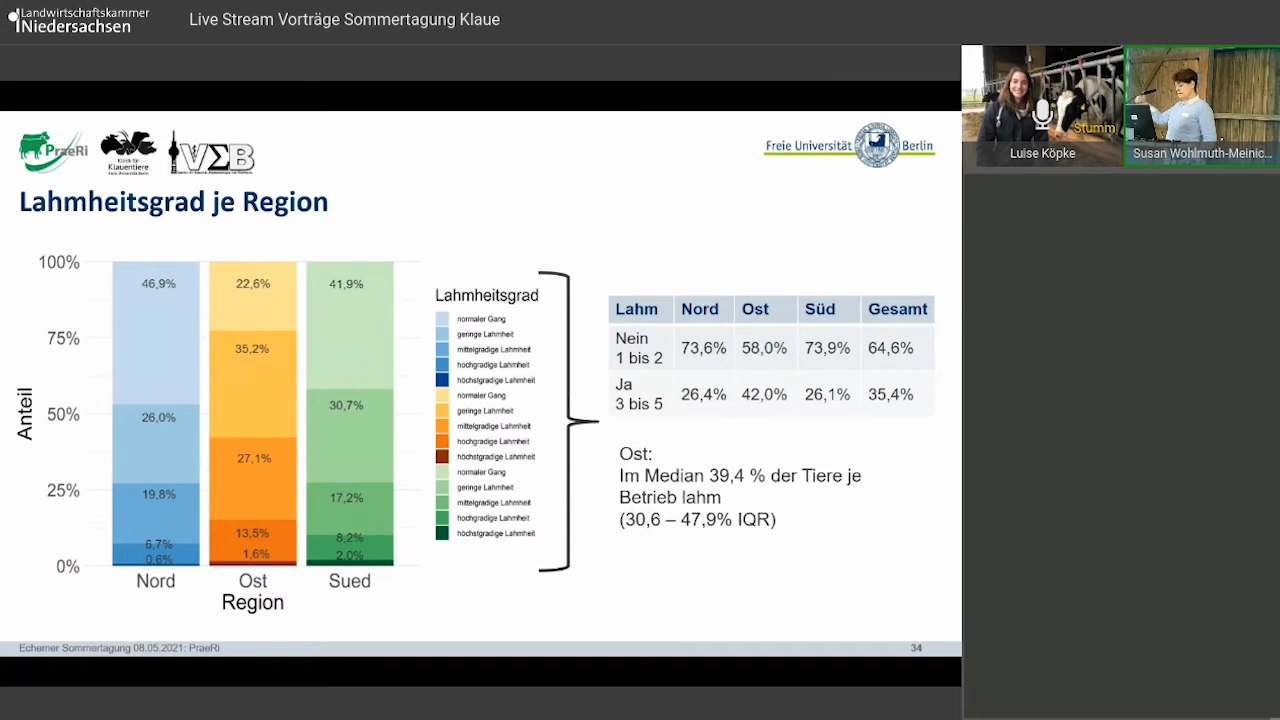 Landwirtschaftskammer
Niedersachsen
Live Stream Vorträge Sommertagung Klaue
Stumm
Luise Köpke
Susan Wohlmuth-Meinic...
PraeRi
Klinik für
Klauentiere
Freie Universität Berlin
VΣB
Freie Universität Berlin
Lahmheitsgrad je Region
Anteil
100%
75%
50%
25%
0%
46,9%
26,0%
19,8%
6,7%
0,6%
22,6%
35,2%
27,1%
13,5%
1,6%
41,9%
30,7%
17,2%
8,2%
2,0%
Nord Ost Sued
Region
Lahmheitsgrad
normaler Gang
geringe Lahmheit
mittelgradige Lahmheit
hochgradige Lahmheit
höchstgradige Lahmheit
normaler Gang
geringe Lahmheit
mittelgradige Lahmheit
hochgradige Lahmheit
höchstgradige Lahmheit
normaler Gang
geringe Lahmheit
mittelgradige Lahmheit
hochgradige Lahmheit
höchstgradige Lahmheit
Lahm Nord Ost Süd Gesamt
Nein
1 bis 2 73,6% 58,0% 73,9% 64,6%
Ja
3 bis 5 26,4% 42,0% 26,1% 35,4%
Ost:
Im Median 39,4 % der Tiere je
Betrieb lahm
(30,6 – 47,9% IQR)
Echemer Sommertagung 08.05.2021: PraeRi
34